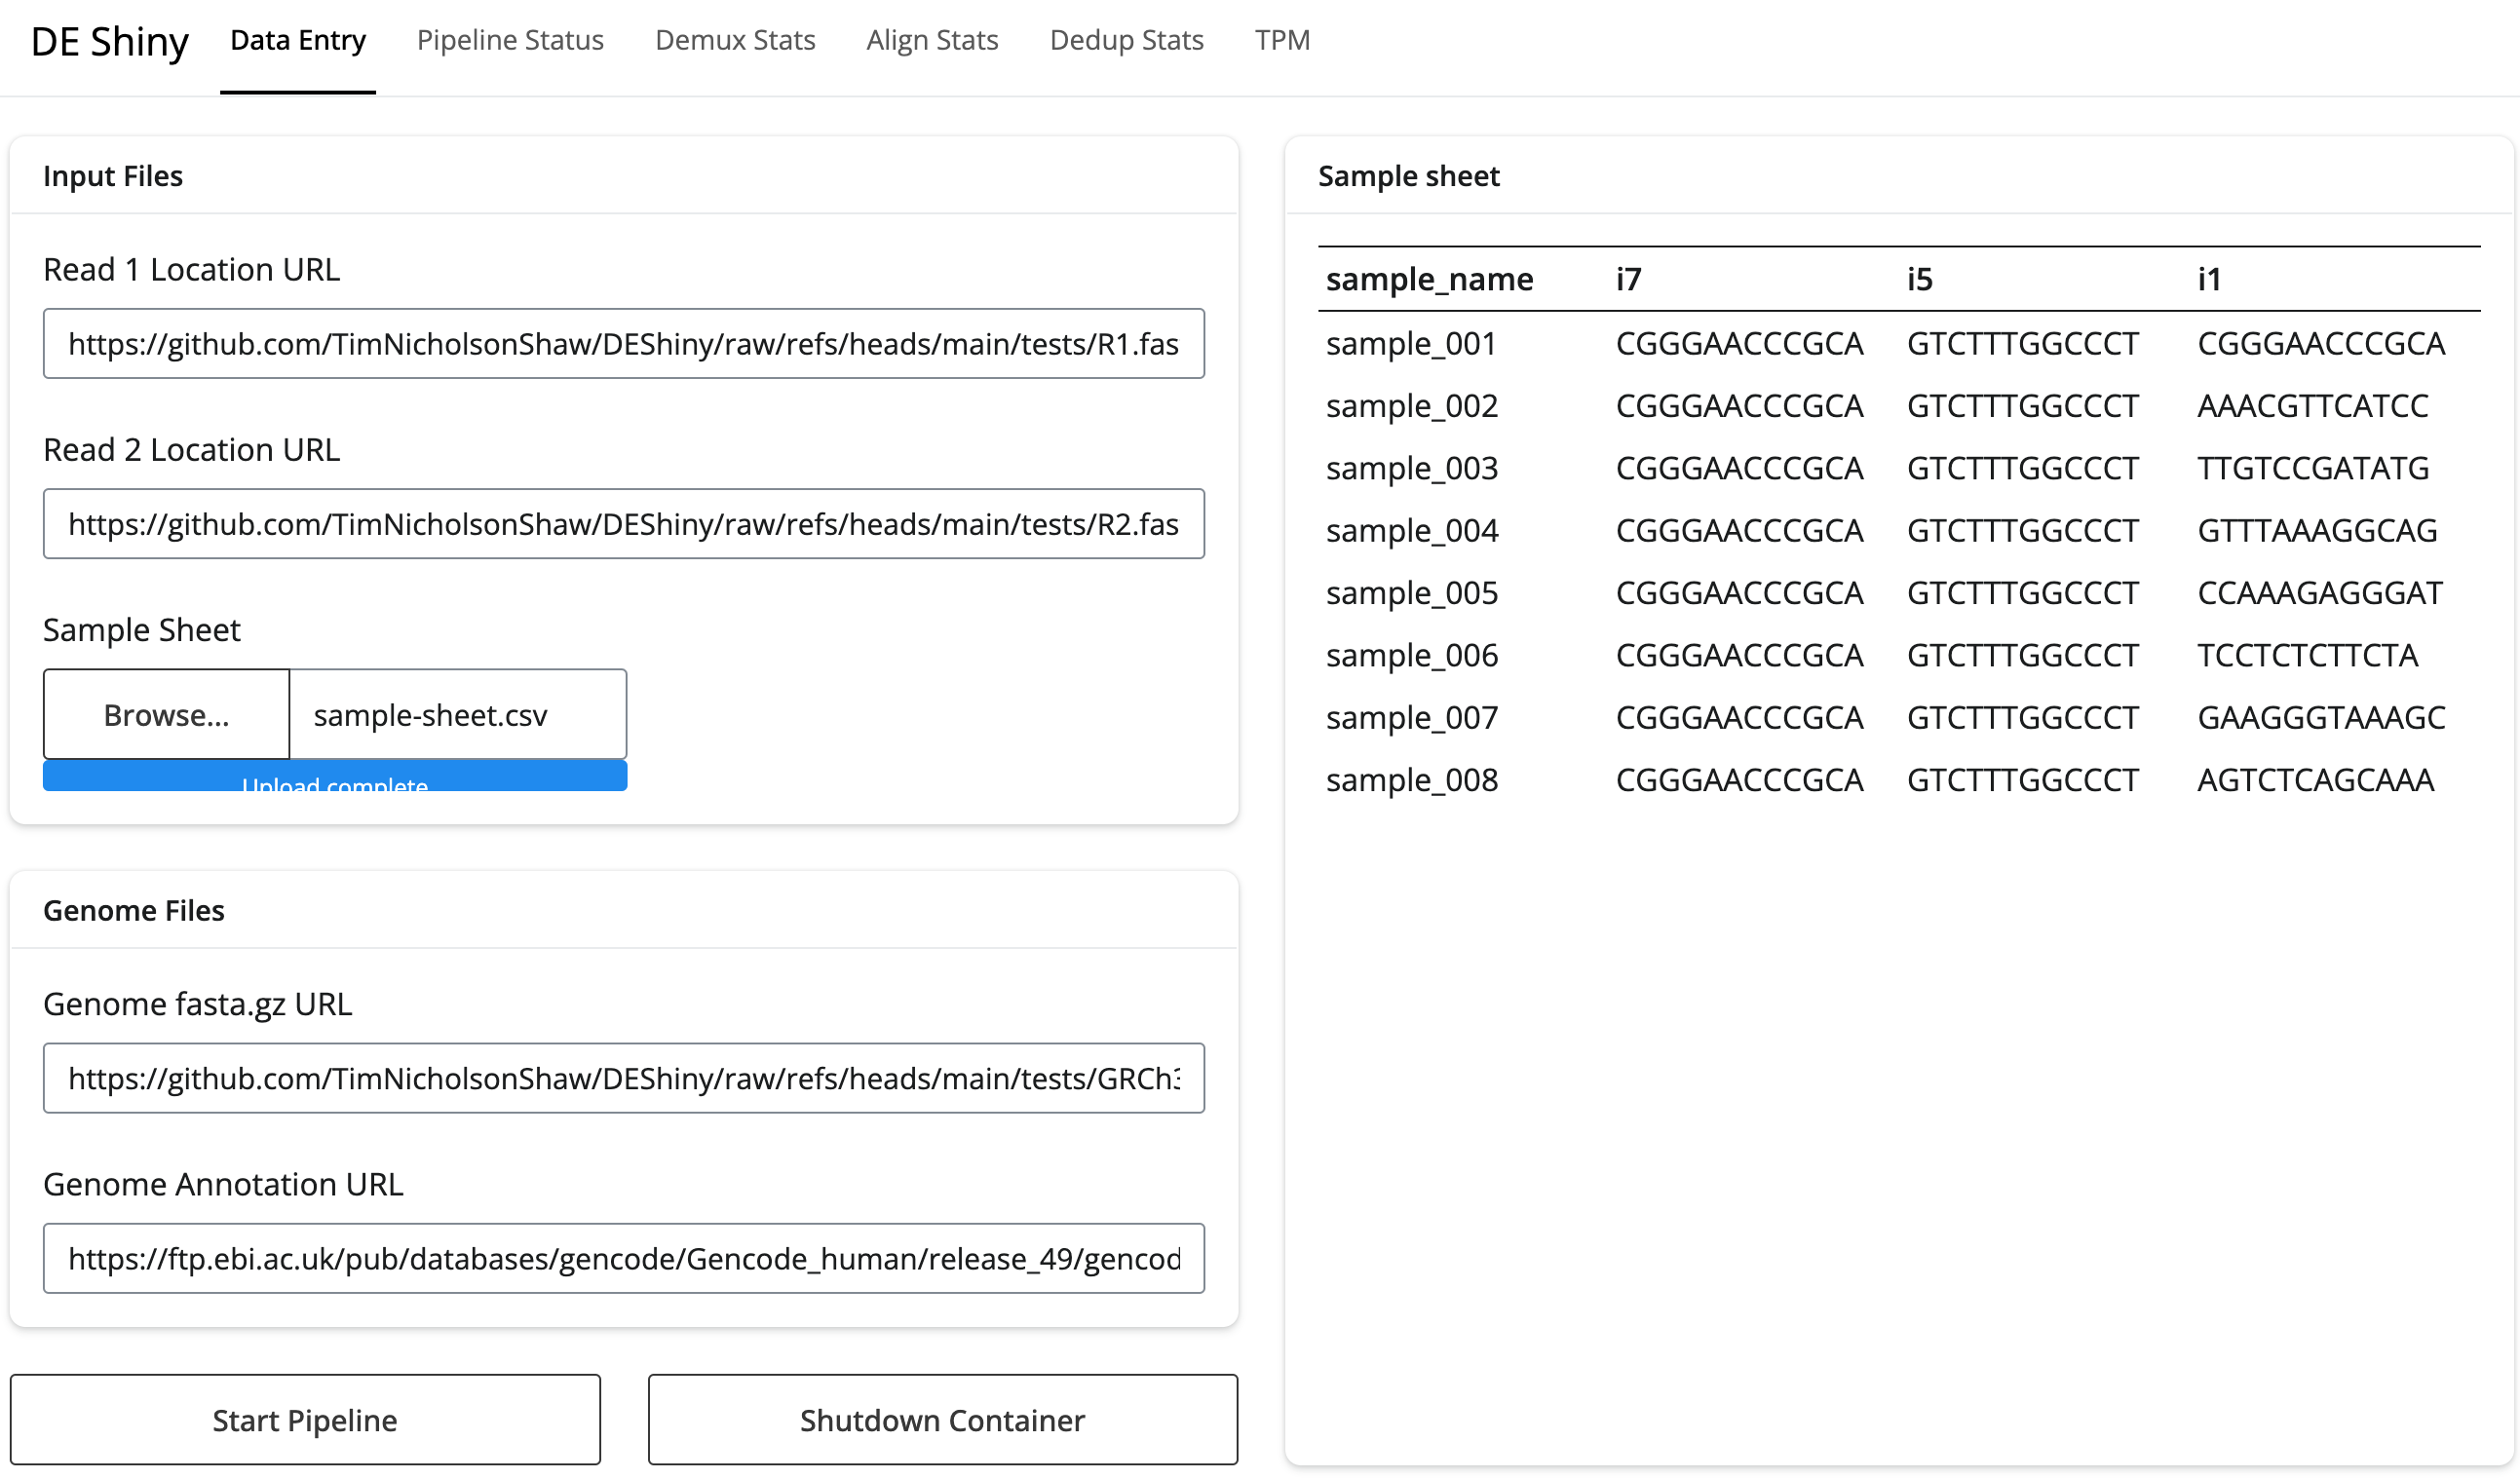 DE Shiny Data Entry Pipeline Status Demux Stats Align Stats Dedup Stats TPM
Input Files
Read 1 Location URL
https://github.com/TimNicholsonShaw/DEShiny/raw/refs/heads/main/tests/R1.fas
Read 2 Location URL
https://github.com/TimNicholsonShaw/DEShiny/raw/refs/heads/main/tests/R2.fas
Sample Sheet
Browse... sample-sheet.csv
Upload complete
Genome Files
Genome fasta.gz URL
https://github.com/TimNicholsonShaw/DEShiny/raw/refs/heads/main/tests/GRCh3
Genome Annotation URL
https://ftp.ebi.ac.uk/pub/databases/gencode/Gencode_human/release_49/gencod
Start Pipeline Shutdown Container
Sample sheet
sample_name i7 i5 i1
sample_001 CGGGAACCCGCA GTCTTTGGCCCT CGGGAACCCGCA
sample_002 CGGGAACCCGCA GTCTTTGGCCCT AAACGTTCATCC
sample_003 CGGGAACCCGCA GTCTTTGGCCCT TTGTCCGATATG
sample_004 CGGGAACCCGCA GTCTTTGGCCCT GTTTAAAGGCAG
sample_005 CGGGAACCCGCA GTCTTTGGCCCT CCAAAGAGGGAT
sample_006 CGGGAACCCGCA GTCTTTGGCCCT TCCTCTCTTCTA
sample_007 CGGGAACCCGCA GTCTTTGGCCCT GAAGGGTAAAGC
sample_008 CGGGAACCCGCA GTCTTTGGCCCT AGTCTCAGCAAA